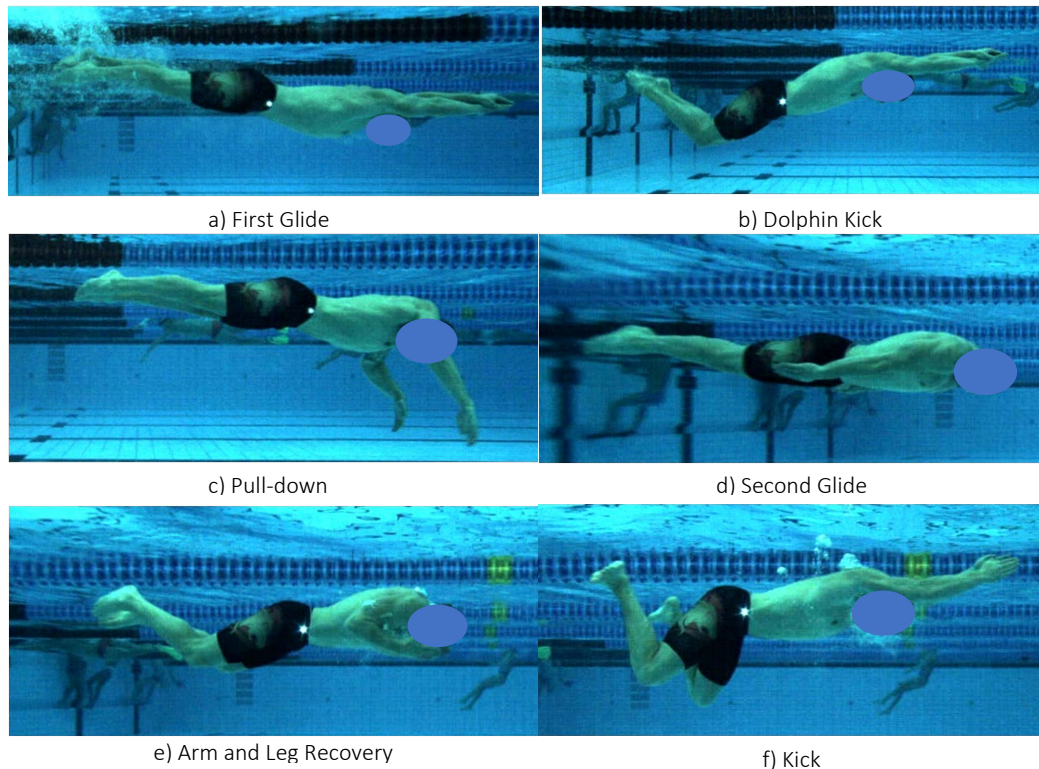 a) First Glide
b) Dolphin Kick
c) Pull-down
d) Second Glide
e) Arm and Leg Recovery
f) Kick